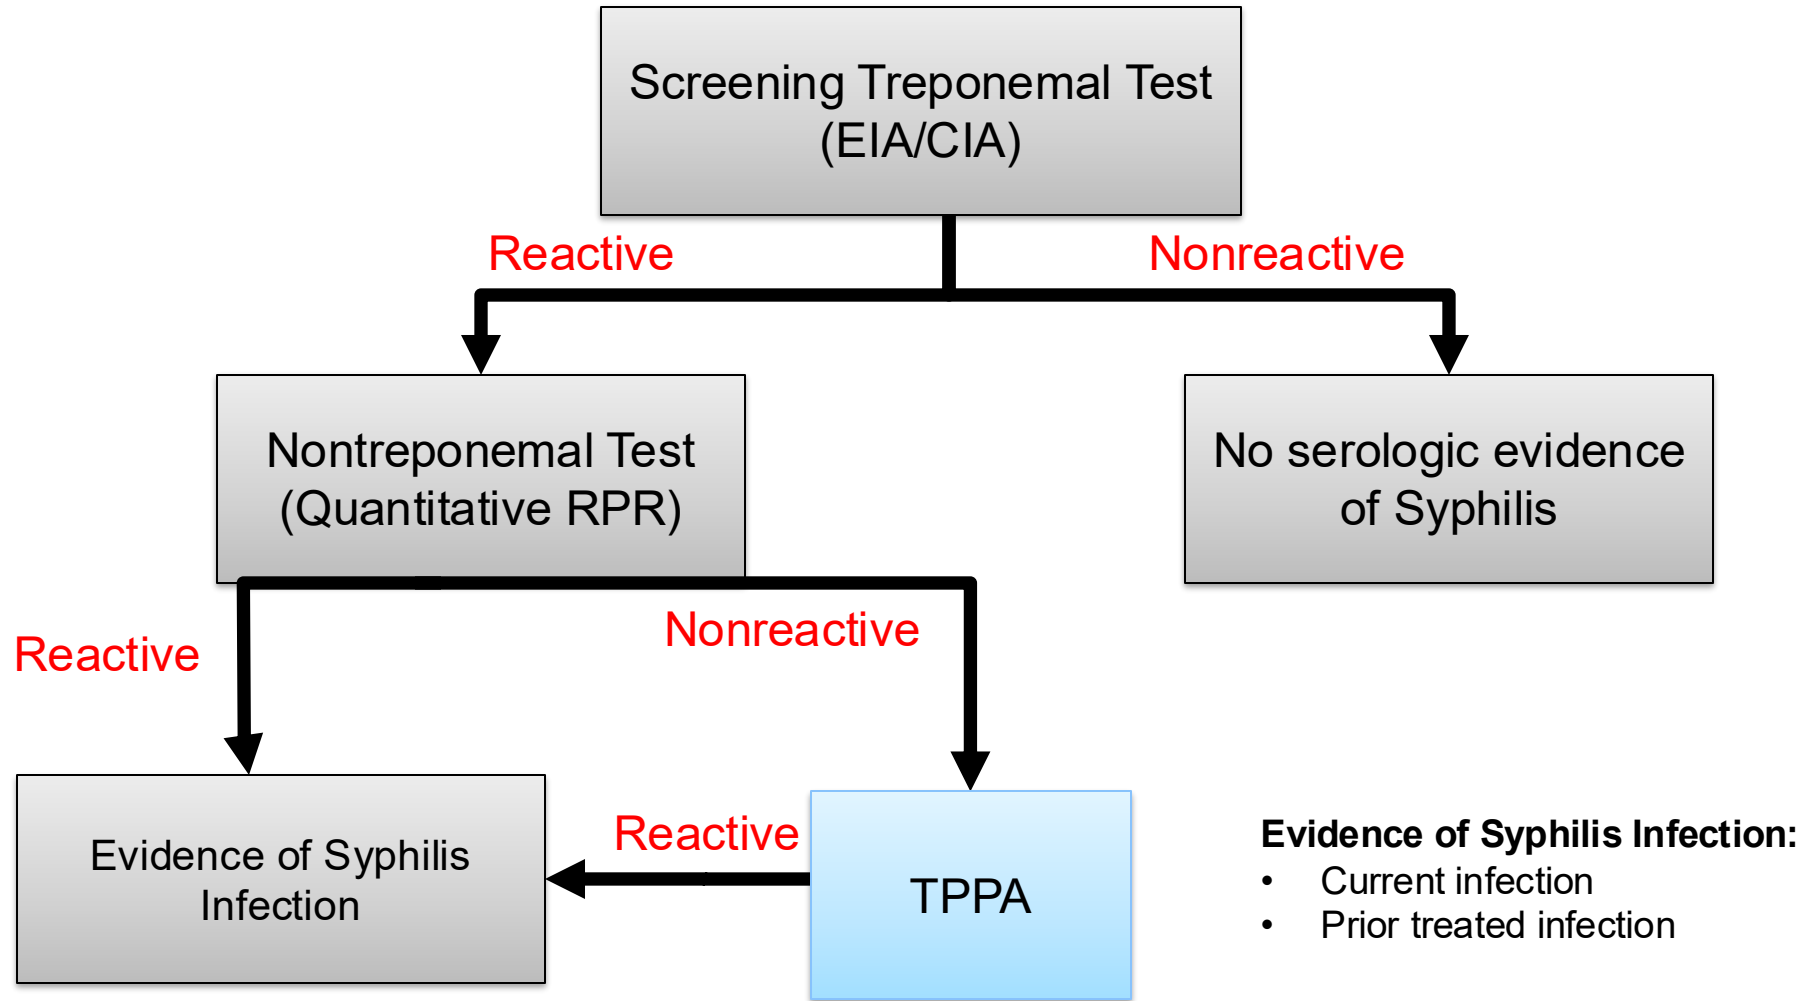 Screening Treponemal Test
(EIA/CIA)
Reactive
Nonreactive
Nontreponemal Test
(Quantitative RPR)
No serologic evidence
of Syphilis
Reactive
Nonreactive
Evidence of Syphilis
Infection
Reactive
TPPA
Evidence of Syphilis Infection:
• Current infection
• Prior treated infection